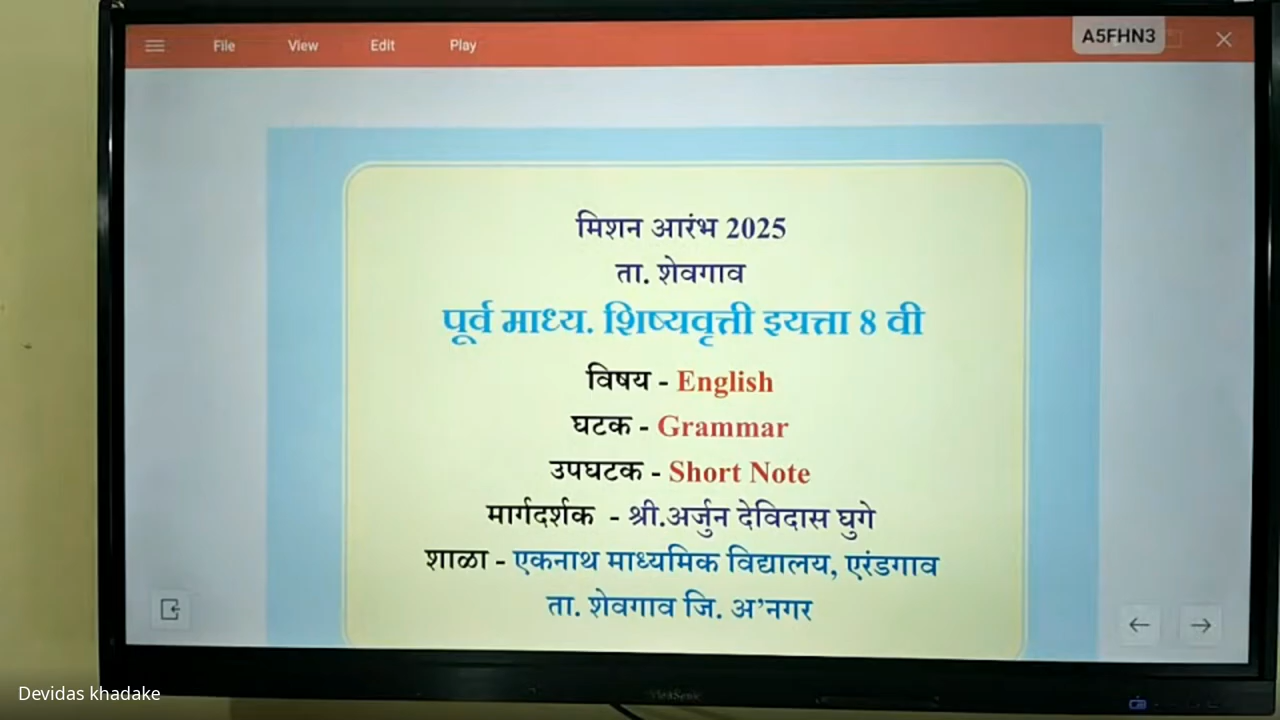 File View Edit Play A5FHN3
मिशन आरंभ 2025
ता. शेवगाव
पूर्व माध्य. शिष्यवृत्ती इयत्ता 8 वी
विषय - English
घटक - Grammar
उपघटक - Short Note
मार्गदर्शक - श्री.अर्जुन देविदास घुगे
शाळा - एकनाथ माध्यमिक विद्यालय, एरंडगाव
ता. शेवगाव जि. अ’नगर
ViewSonic
Devidas khadake